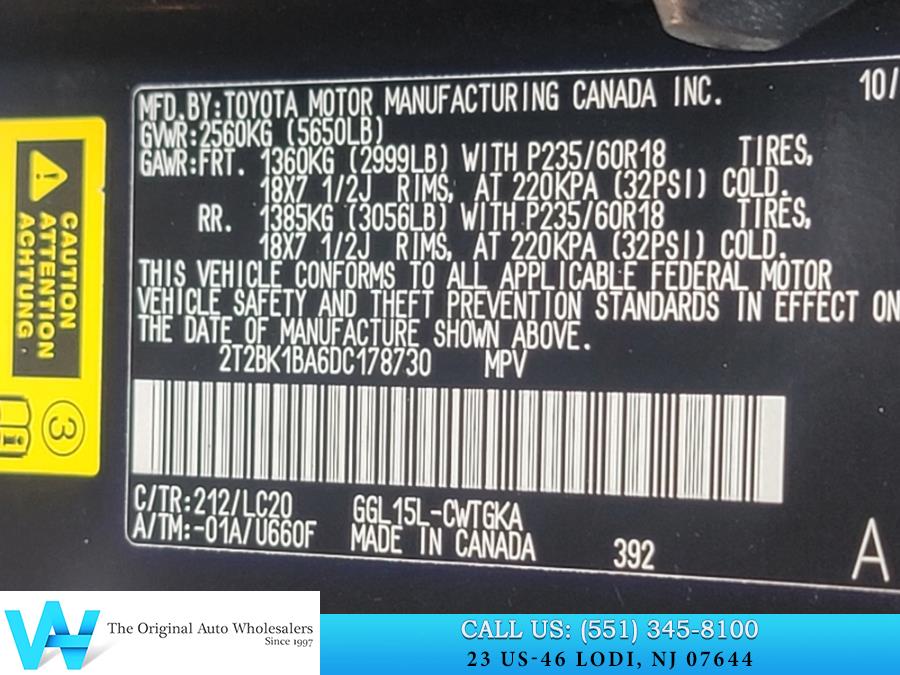 MFD.BY:TOYOTA MOTOR MANUFACTURING CANADA INC. 10/
GVWR:2560KG (5650LB)
GAWR:FRT. 1360KG (2999LB) WITH P235/60R18 TIRES,
18X7 1/2J RIMS, AT 220KPA (32PSI) COLD.
RR. 1385KG (3056LB) WITH P235/60R18 TIRES,
18X7 1/2J RIMS, AT 220KPA (32PSI) COLD.
THIS VEHICLE CONFORMS TO ALL APPLICABLE FEDERAL MOTOR
VEHICLE SAFETY AND THEFT PREVENTION STANDARDS IN EFFECT ON
THE DATE OF MANUFACTURE SHOWN ABOVE.
2T2BK1BA6DC178730 MPV
C/TR:212/LC20 GGL15L-CWTGKA
A/TM:-01A/U660F MADE IN CANADA 392 A
CAUTION
ATTENTION
ACHTUNG
3
The Original Auto Wholesalers
Since 1997
CALL US: (551) 345-8100
23 US-46 LODI, NJ 07644